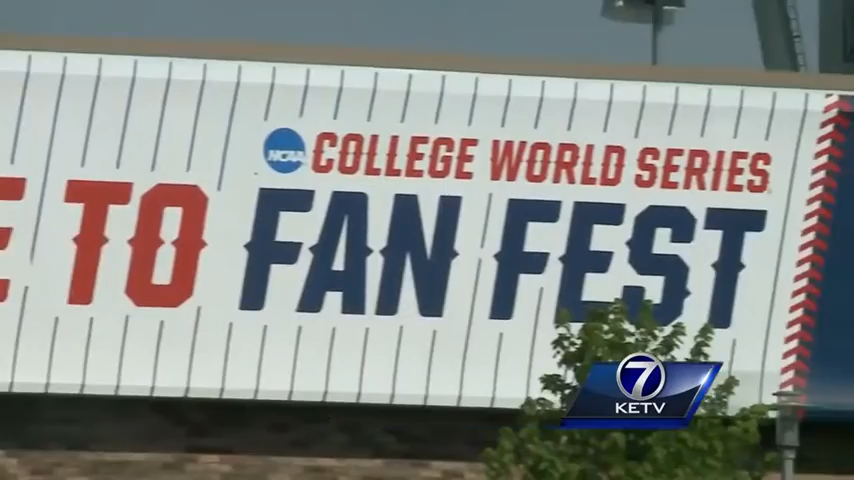 NCAA COLLEGE WORLD SERIES
TO FAN FEST
7
KETV